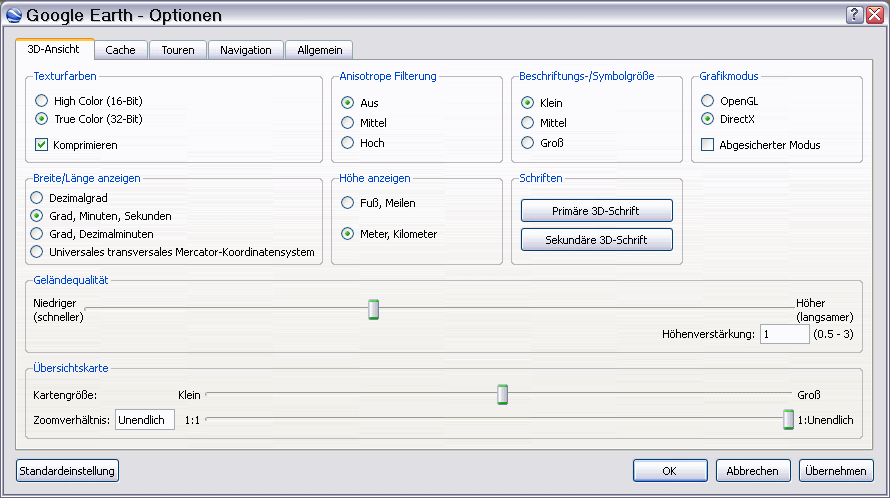 Google Earth - Optionen
3D-Ansicht Cache Touren Navigation Allgemein
Texturfarben
High Color (16-Bit)
True Color (32-Bit)
Komprimieren
Anisotrope Filterung
Aus
Mittel
Hoch
Beschriftungs-/Symbolgröße
Klein
Mittel
Groß
Grafikmodus
OpenGL
DirectX
Abgesicherter Modus
Breite/Länge anzeigen
Dezimalgrad
Grad, Minuten, Sekunden
Grad, Dezimalminuten
Universales transversales Mercator-Koordinatensystem
Höhe anzeigen
Fuß, Meilen
Meter, Kilometer
Schriften
Primäre 3D-Schrift
Sekundäre 3D-Schrift
Geländequalität
Niedriger
(schneller)
Höher
(langsamer)
Höhenverstärkung: 1 (0.5 - 3)
Übersichtskarte
Kartengröße: Klein Groß
Zoomverhältnis: Unendlich 1:1 1:Unendlich
Standardeinstellung OK Abbrechen Übernehmen